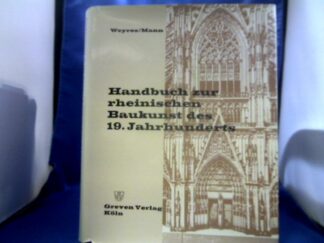 Weyres/Mann
Handbuch zur
rheinischen
Baukunst des
19. Jahrhunderts
Greven Verlag
Köln